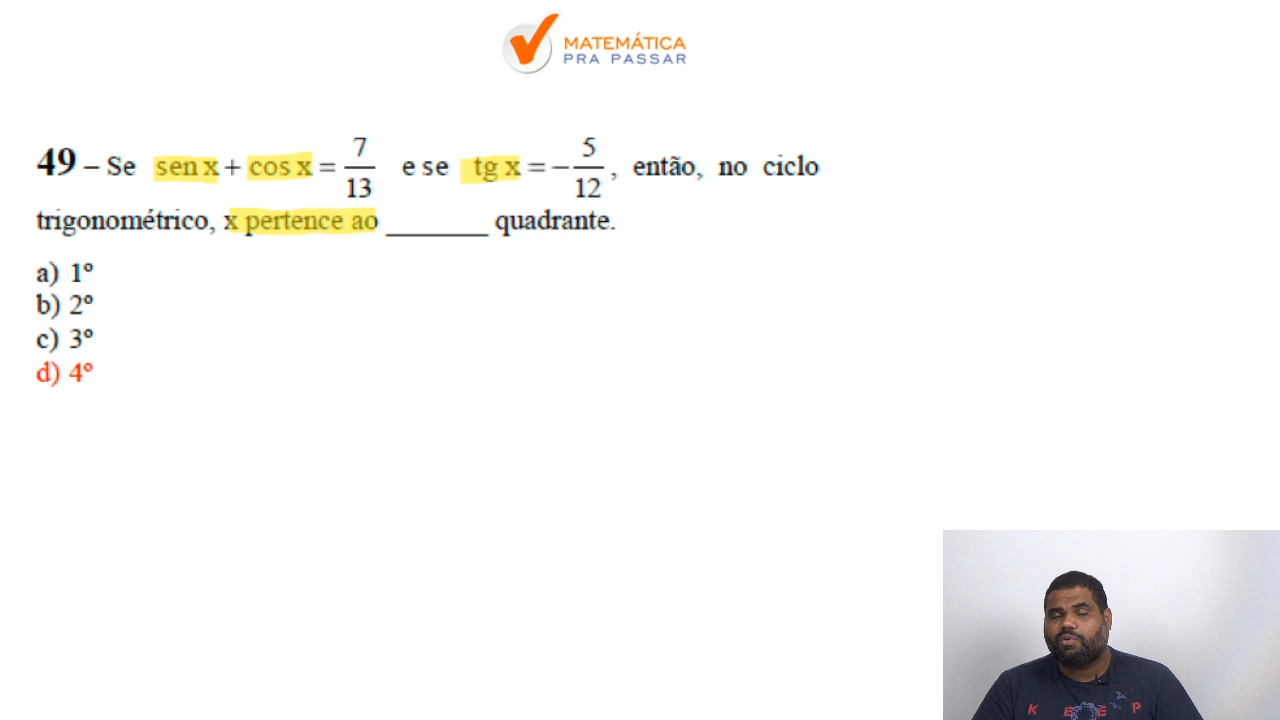 MATEMÁTICA
PRA PASSAR
49 – Se sen x + cos x = 7/13 e se tg x = – 5/12, então, no ciclo
trigonométrico, x pertence ao _______ quadrante.
a) 1º
b) 2º
c) 3º
d) 4º
K E E P